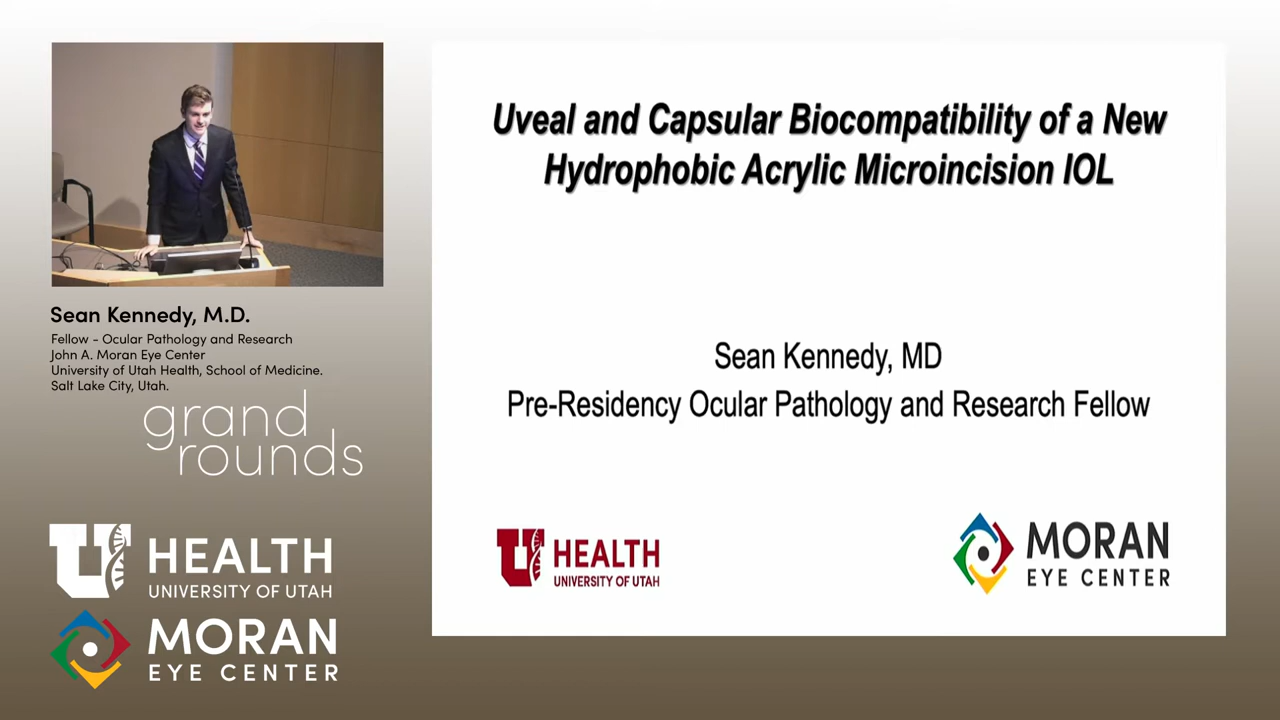 Sean Kennedy, M.D.
Fellow - Ocular Pathology and Research
John A. Moran Eye Center
University of Utah Health, School of Medicine.
Salt Lake City, Utah.
grand
rounds
U HEALTH
UNIVERSITY OF UTAH
MORAN
EYE CENTER
Uveal and Capsular Biocompatibility of a New
Hydrophobic Acrylic Microincision IOL
Sean Kennedy, MD
Pre-Residency Ocular Pathology and Research Fellow
U HEALTH
UNIVERSITY OF UTAH
MORAN
EYE CENTER